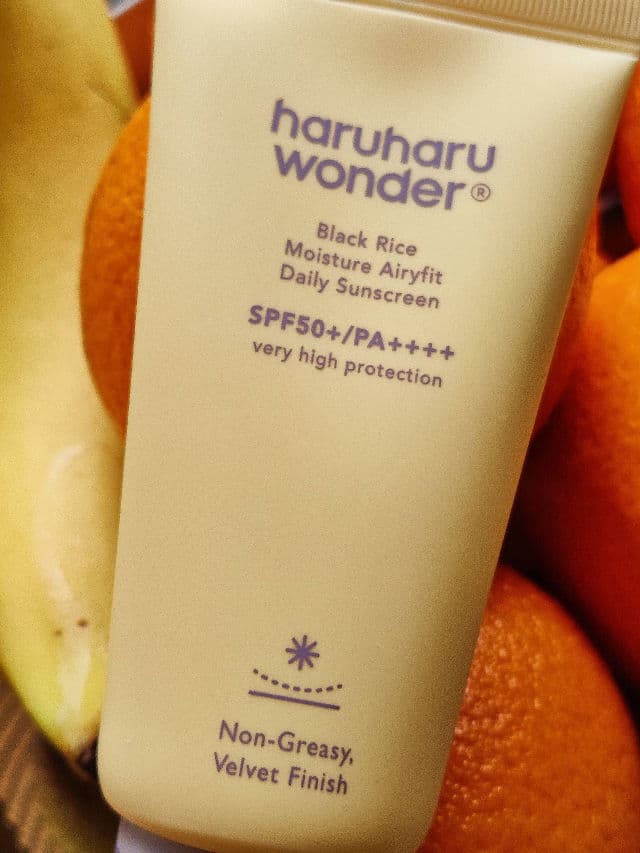 haruharu
wonder®
Black Rice
Moisture Airyfit
Daily Sunscreen
SPF50+/PA++++
very high protection
Non-Greasy,
Velvet Finish